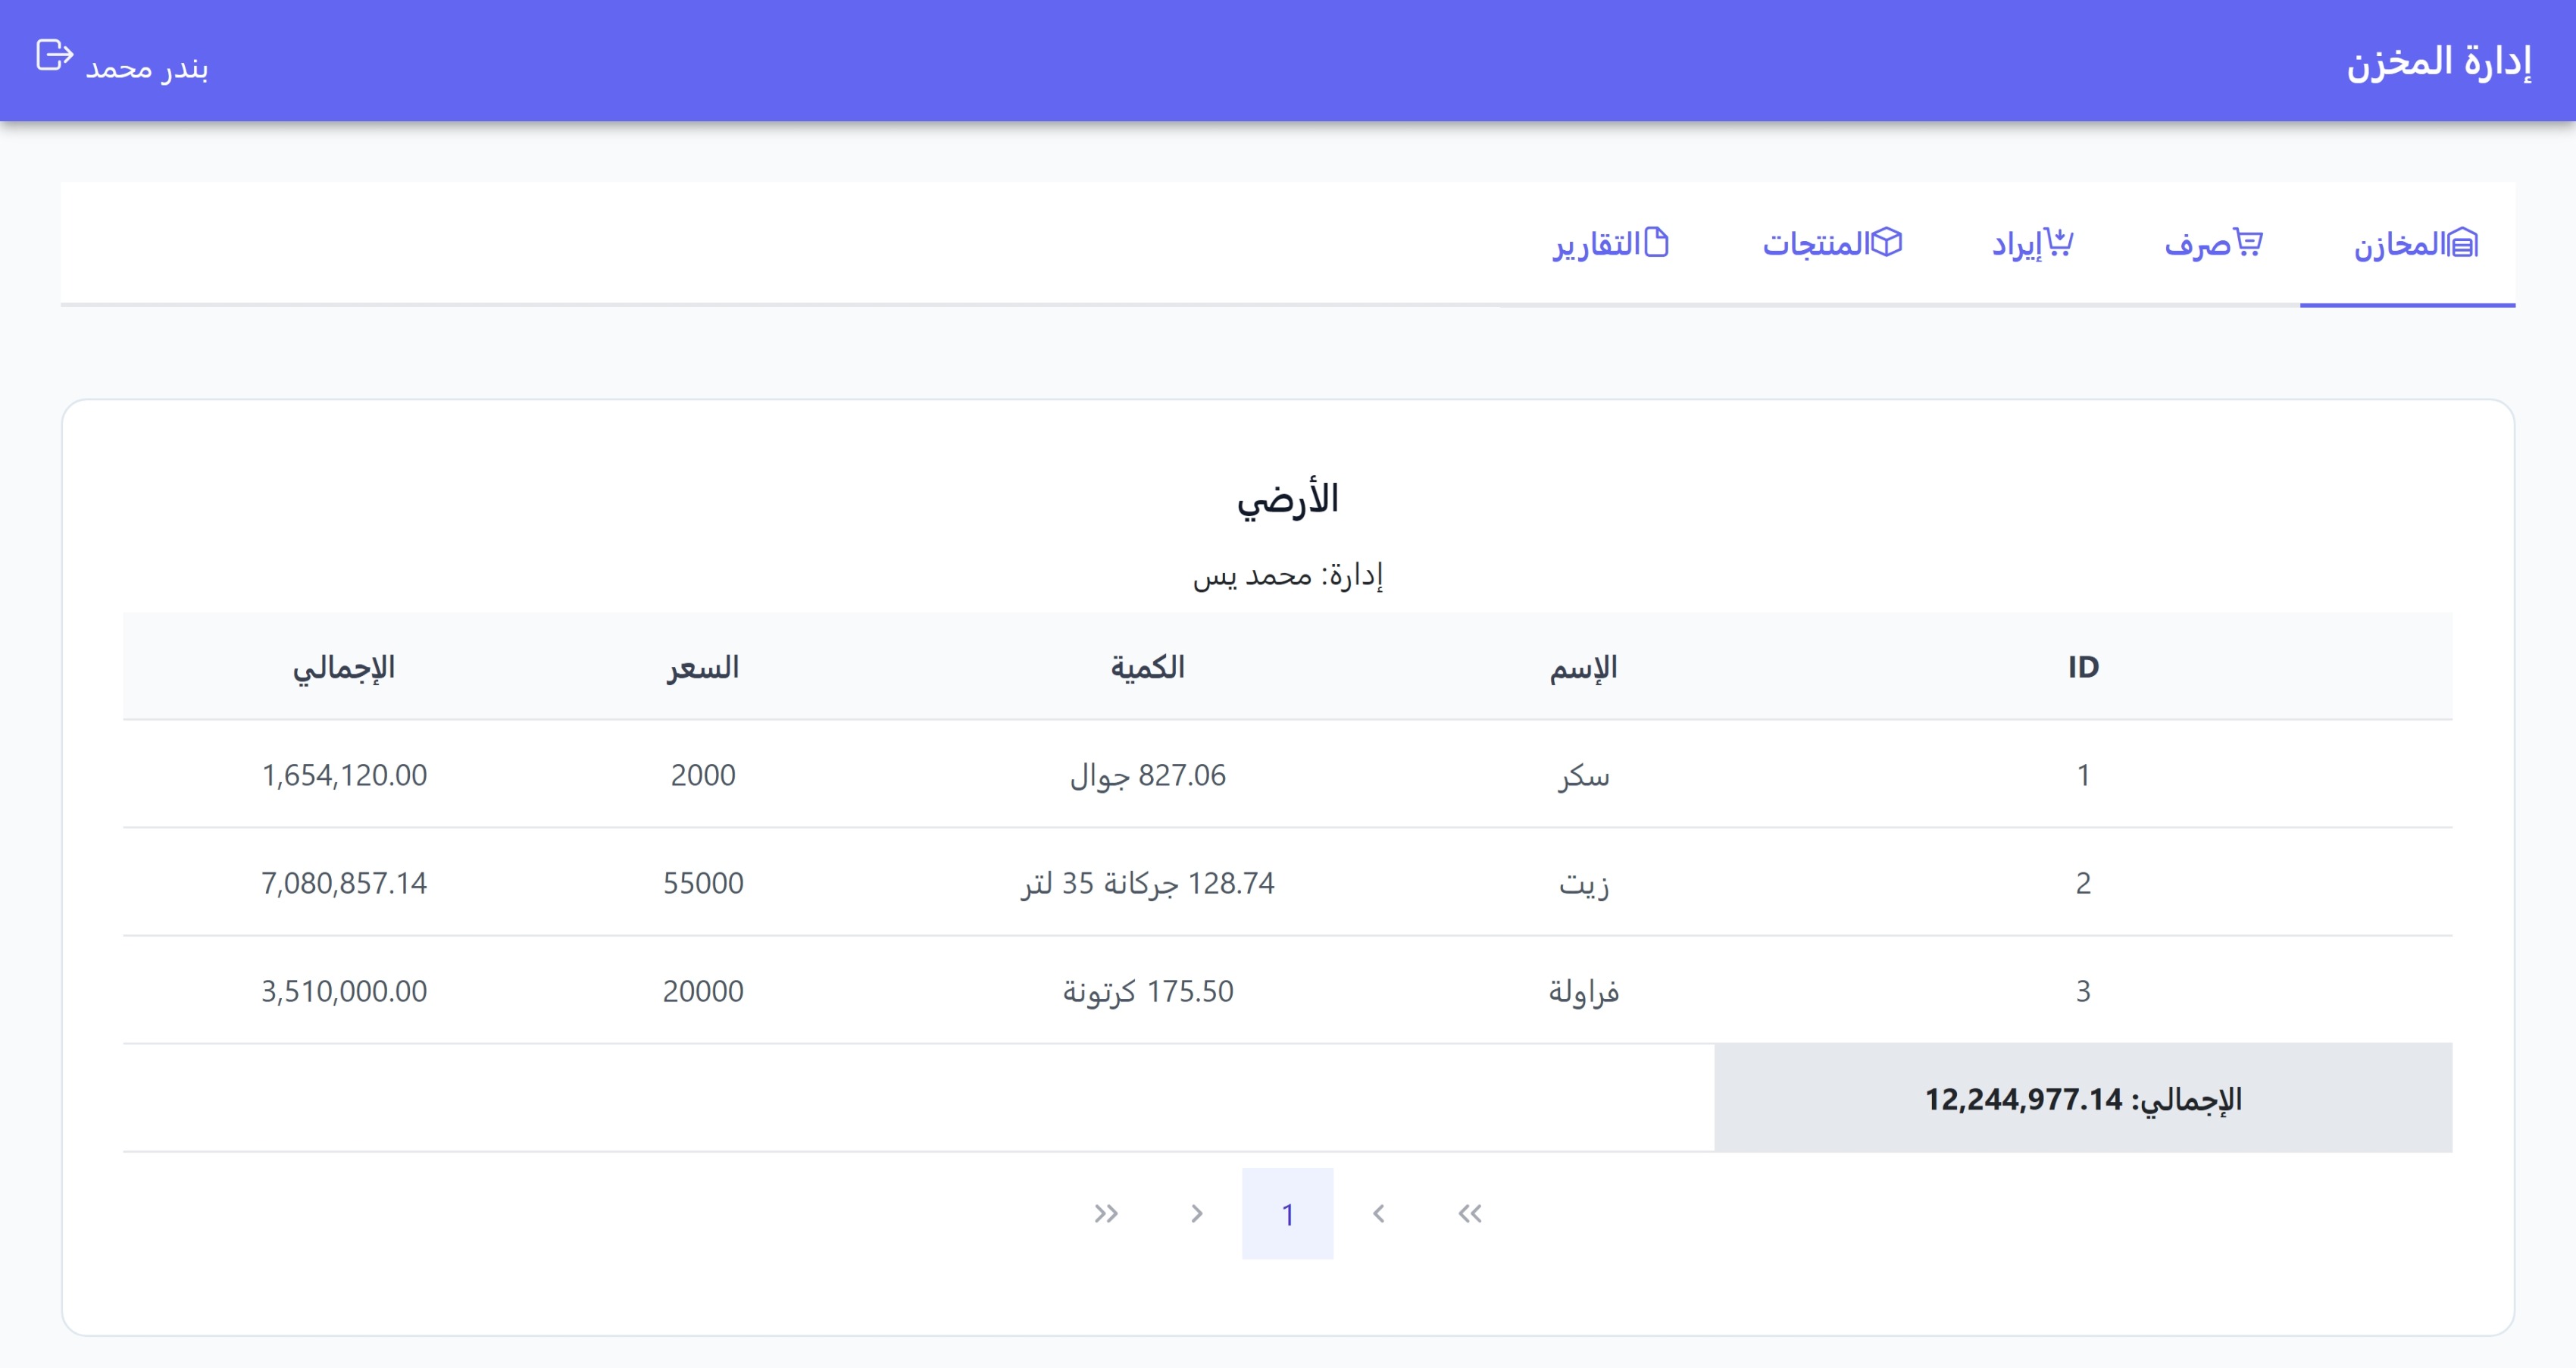 إدارة المخزن
بندر محمد
المخازن صرف إيراد المنتجات التقارير
الأرضي
إدارة: محمد يس
ID الإسم الكمية السعر الإجمالي
1 سكر 827.06 جوال 2000 1,654,120.00
2 زيت 128.74 جركانة 35 لتر 55000 7,080,857.14
3 فراولة 175.50 كرتونة 20000 3,510,000.00
الإجمالي: 12,244,977.14
1